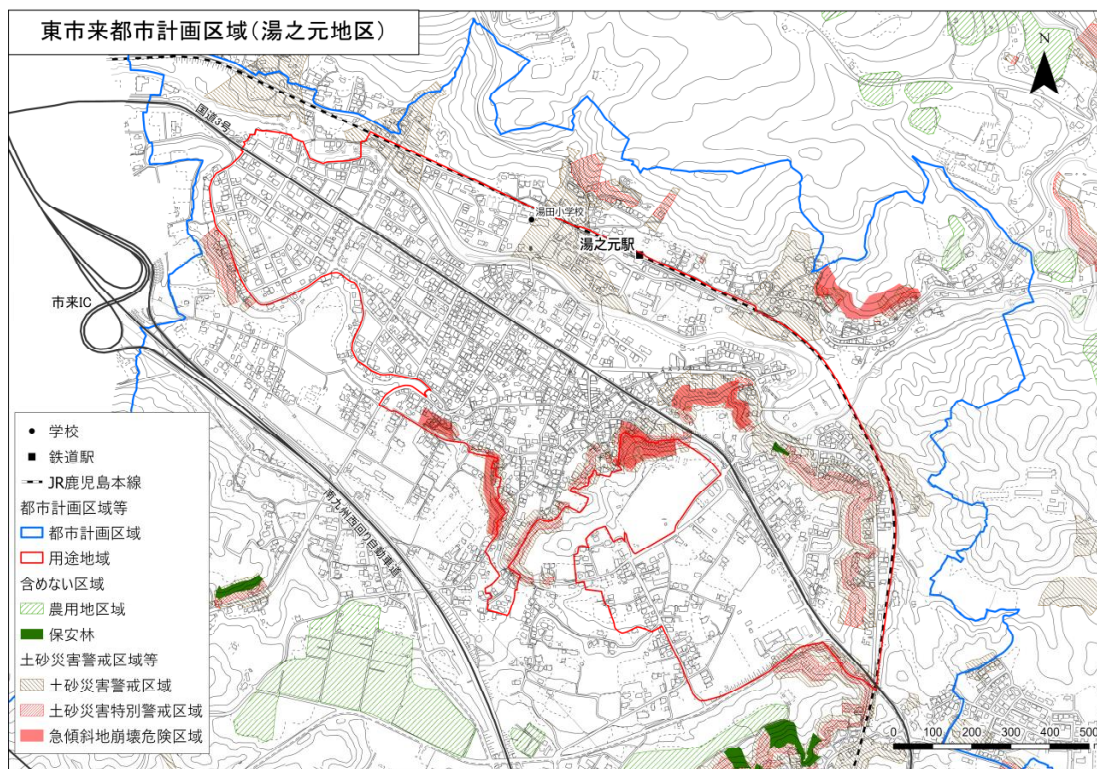 東市来都市計画区域(湯之元地区)
N
国道3号
湯田小学校
湯之元駅
市来IC
南九州西回り自動車道
学校
鉄道駅
JR鹿児島本線
都市計画区域等
都市計画区域
用途地域
含めない区域
農用地区域
保安林
土砂災害警戒区域等
土砂災害警戒区域
土砂災害特別警戒区域
急傾斜地崩壊危険区域
0 100 200 300 400 500
m